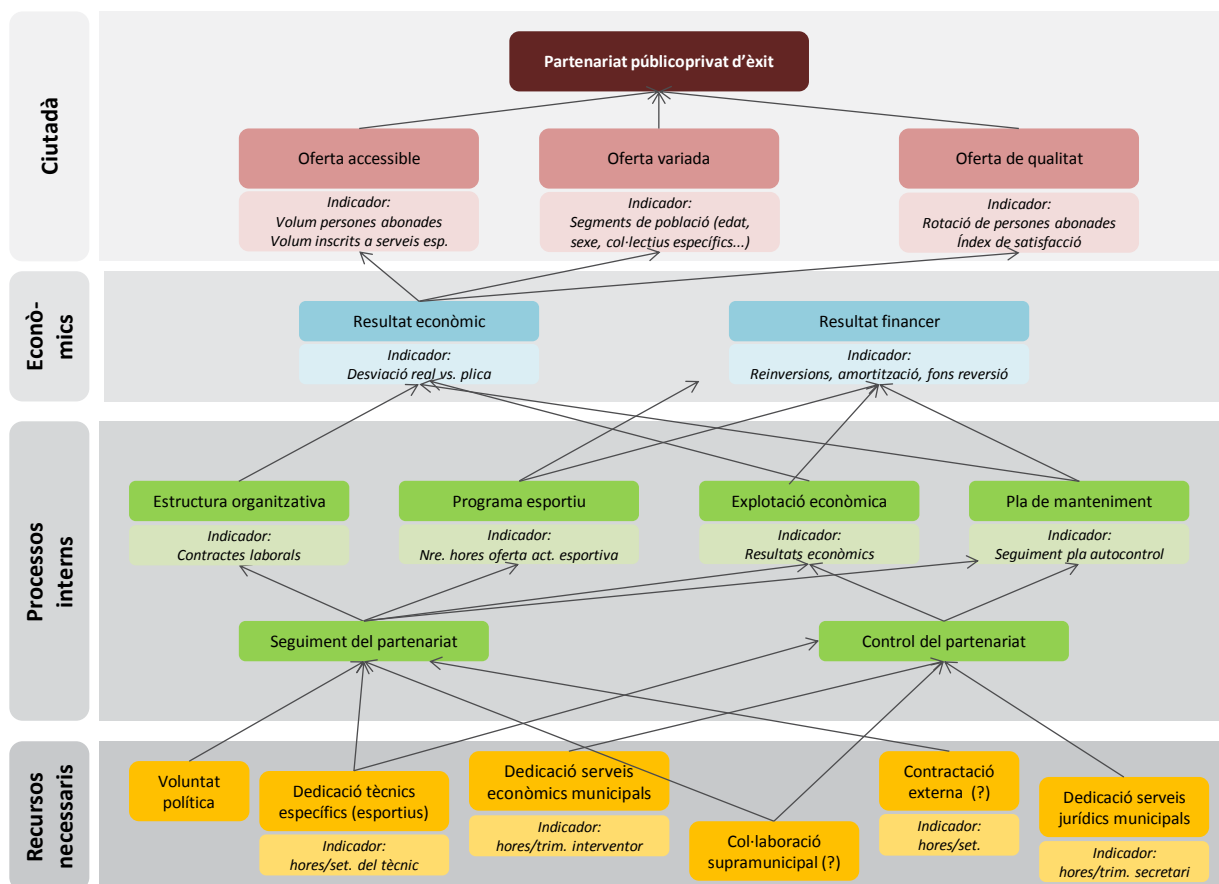 Ciutadà
Partenariat públicoprivat d'èxit
Oferta accessible
Indicador:
Volum persones abonades
Volum inscrits a serveis esp.
Oferta variada
Indicador:
Segments de població (edat,
sexe, col·lectius específics...)
Oferta de qualitat
Indicador:
Rotació de persones abonades
Índex de satisfacció
Econò-
mics
Resultat econòmic
Indicador:
Desviació real vs. plica
Resultat financer
Indicador:
Reinversions, amortització, fons reversió
Processos
interns
Estructura organitzativa
Indicador:
Contractes laborals
Programa esportiu
Indicador:
Nre. hores oferta act. esportiva
Explotació econòmica
Indicador:
Resultats econòmics
Pla de manteniment
Indicador:
Seguiment pla autocontrol
Seguiment del partenariat
Control del partenariat
Recursos
necessaris
Voluntat
política
Dedicació tècnics
específics (esportius)
Indicador:
hores/set. del tècnic
Dedicació serveis
econòmics municipals
Indicador:
hores/trim. interventor
Col·laboració
supramunicipal (?)
Contractació
externa (?)
Indicador:
hores/set.
Dedicació serveis
jurídics municipals
Indicador:
hores/trim. secretari